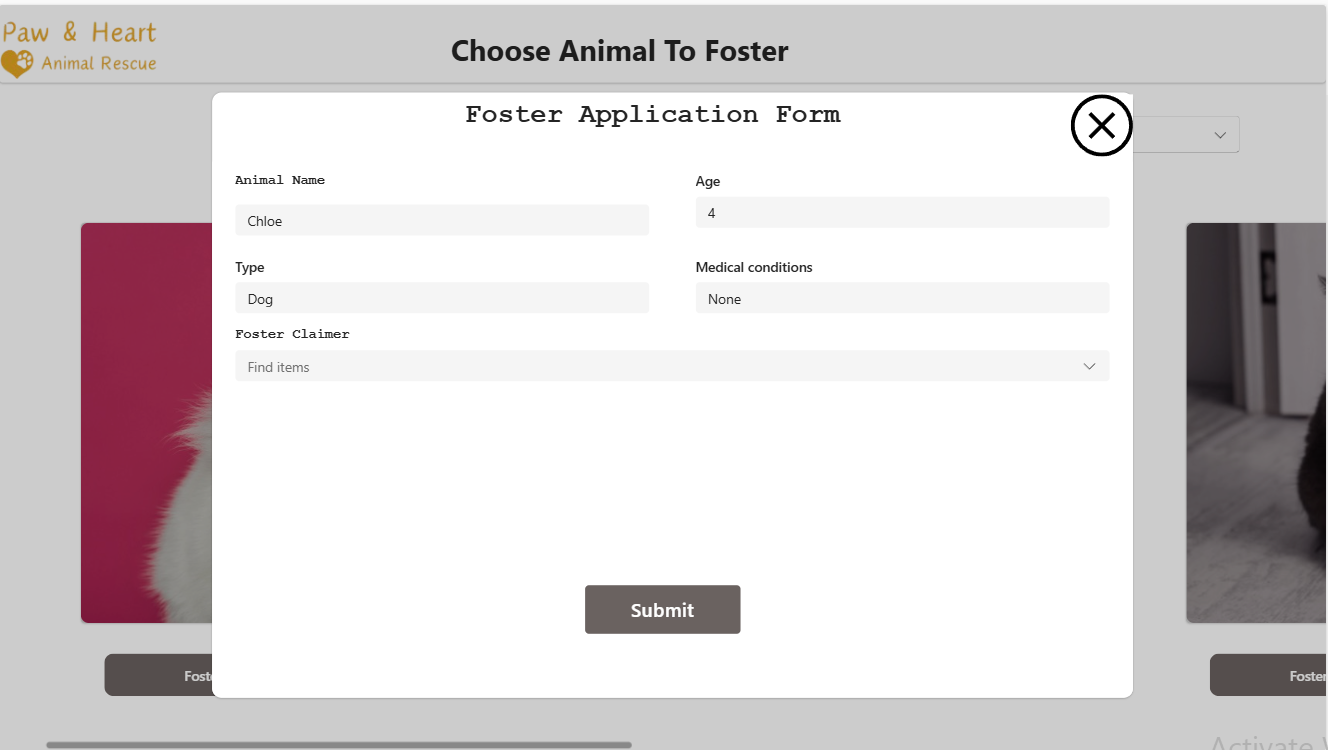 Paw & Heart
Animal Rescue
Choose Animal To Foster
Foster Application Form
Animal Name
Age
Chloe
4
Type
Medical conditions
Dog
None
Foster Claimer
Find items
Submit
Foste
Foster
Activate